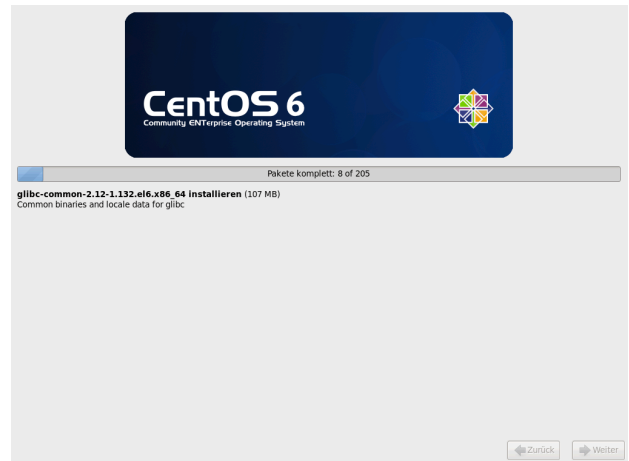 CentOS 6
Community ENTerprise Operating System
Pakete komplett: 8 of 205
glibc-common-2.12-1.132.el6.x86_64 installieren (107 MB)
Common binaries and locale data for glibc
Zurück
Weiter